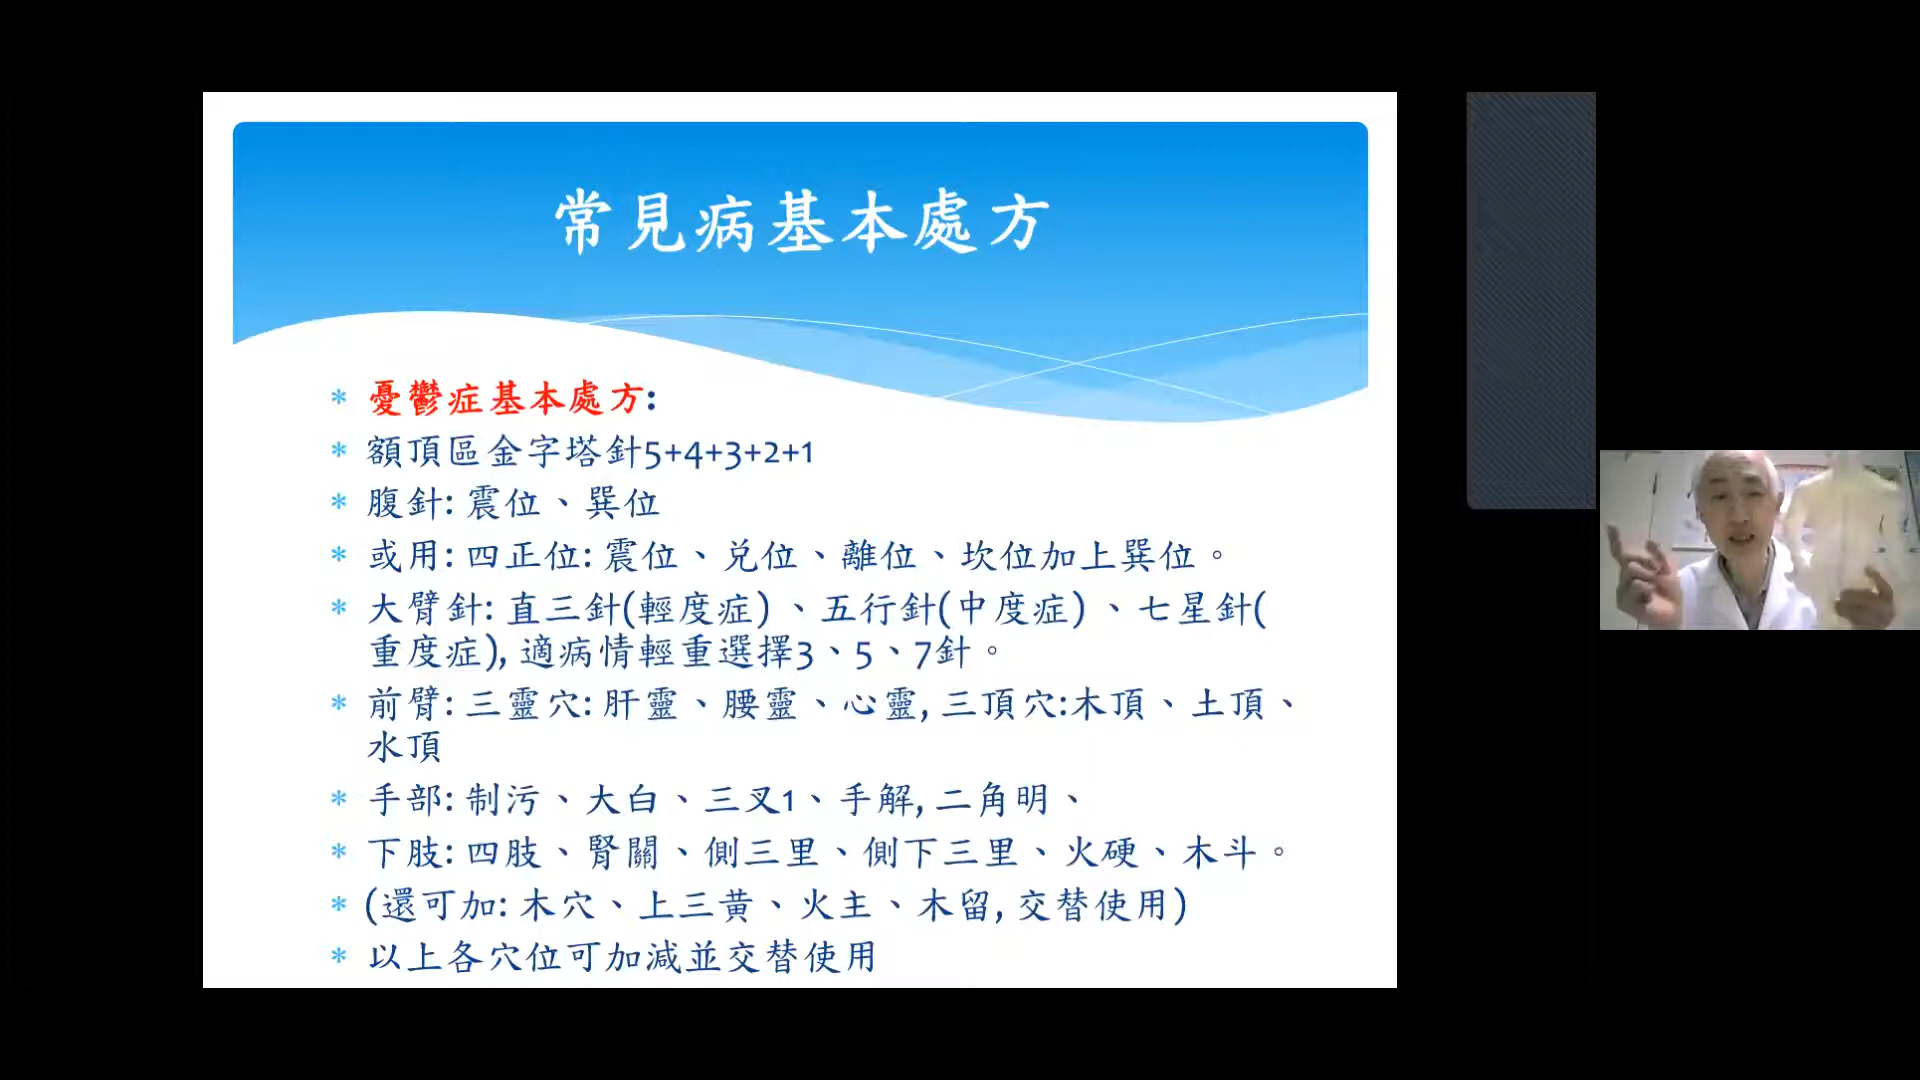 常見病基本處方
* 憂鬱症基本處方:
* 額頂區金字塔針5+4+3+2+1
* 腹針: 震位、巽位
* 或用: 四正位: 震位、兌位、離位、坎位加上巽位。
* 大臂針: 直三針(輕度症)、五行針(中度症)、七星針(
重度症), 適病情輕重選擇3、5、7針。
* 前臂: 三靈穴: 肝靈、腰靈、心靈, 三頂穴:木頂、土頂、
水頂
* 手部: 制污、大白、三叉1、手解, 二角明、
* 下肢: 四肢、腎關、側三里、側下三里、火硬、木斗。
* (還可加: 木穴、上三黄、火主、木留, 交替使用)
* 以上各穴位可加減並交替使用